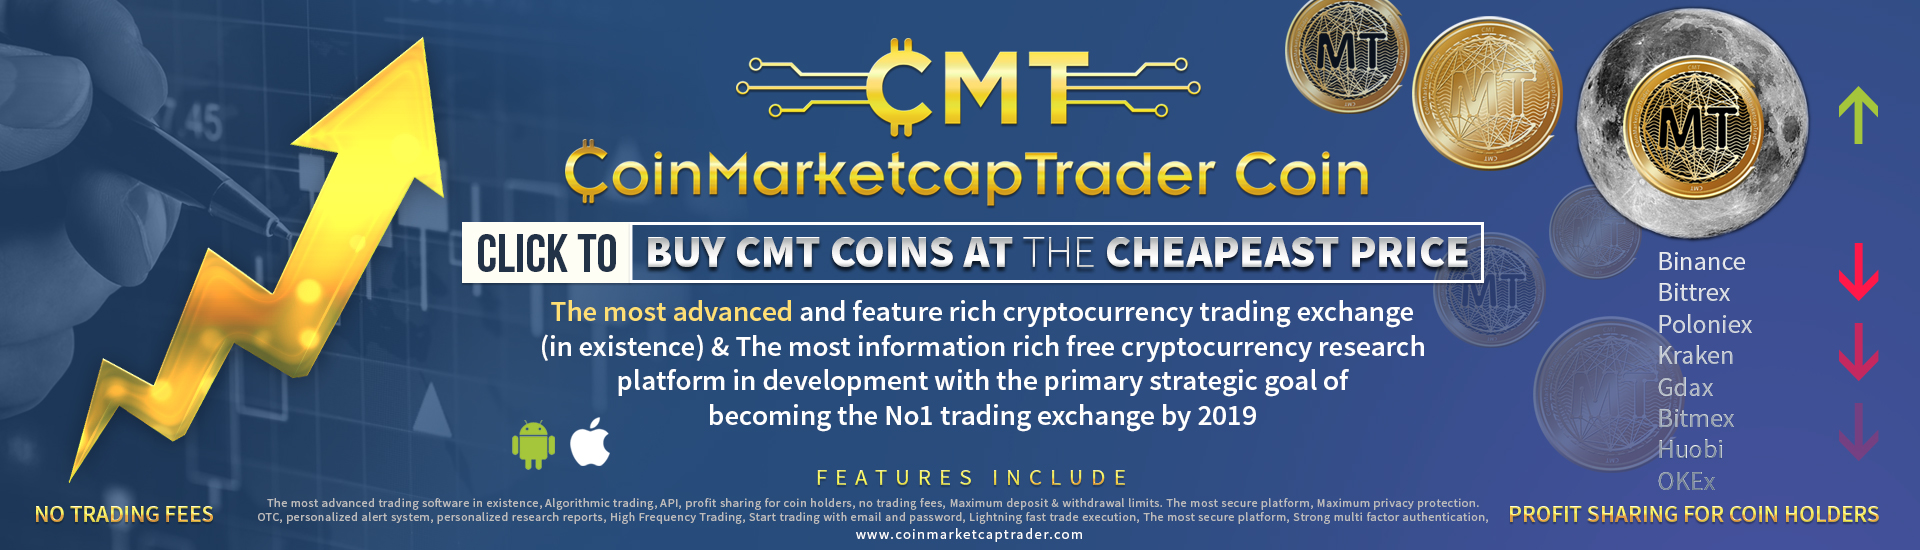 CMT
CoinMarketcapTrader Coin
CLICK TO BUY CMT COINS AT THE CHEAPEAST PRICE
The most advanced and feature rich cryptocurrency trading exchange
(in existence) & The most information rich free cryptocurrency research
platform in development with the primary strategic goal of
becoming the No1 trading exchange by 2019
FEATURES INCLUDE
The most advanced trading software in existence, Algorithmic trading, API, profit sharing for coin holders, no trading fees, Maximum deposit & withdrawal limits. The most secure platform, Maximum privacy protection.
OTC, personalized alert system, personalized research reports, High Frequency Trading, Start trading with email and password, Lightning fast trade execution, The most secure platform, Strong multi factor authentication,
www.coinmarketcaptrader.com
NO TRADING FEES
7.45
MT
MT
MT
MT
MT
Binance
Bittrex
Poloniex
Kraken
Gdax
Bitmex
Huobi
OKEx
PROFIT SHARING FOR COIN HOLDERS